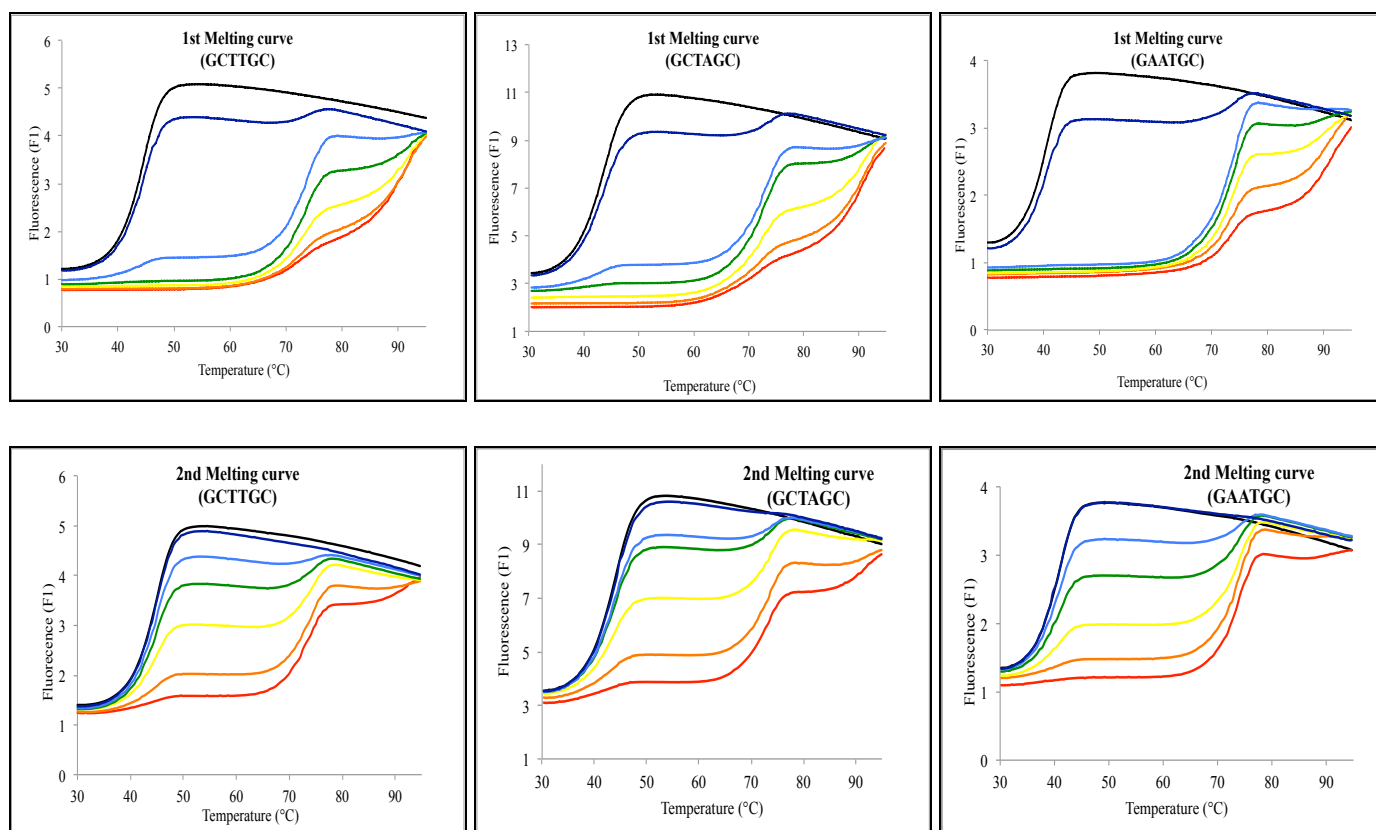 1st Melting curve
(GCTTGC)
6
5
4
3
2
1
0
Fluorescence (F1)
30 40 50 60 70 80 90
Temperature (°C)
1st Melting curve
(GCTAGC)
13
11
9
7
5
3
1
Fluorescence (F1)
30 40 50 60 70 80 90
Temperature (°C)
1st Melting curve
(GAATGC)
4
3
2
1
0
Fluorescence (F1)
30 40 50 60 70 80 90
Temperature (°C)
2nd Melting curve
(GCTTGC)
6
5
4
3
2
1
0
Fluorecence (F1)
30 40 50 60 70 80 90
Temperature (°C)
2nd Melting curve
(GCTAGC)
11
9
7
5
3
1
Fluorescence (F1)
30 40 50 60 70 80 90
Temperature (°C)
2nd Melting curve
(GAATGC)
4
3
2
1
0
Fluorescence (F1)
30 40 50 60 70 80 90
Temperature (°C)